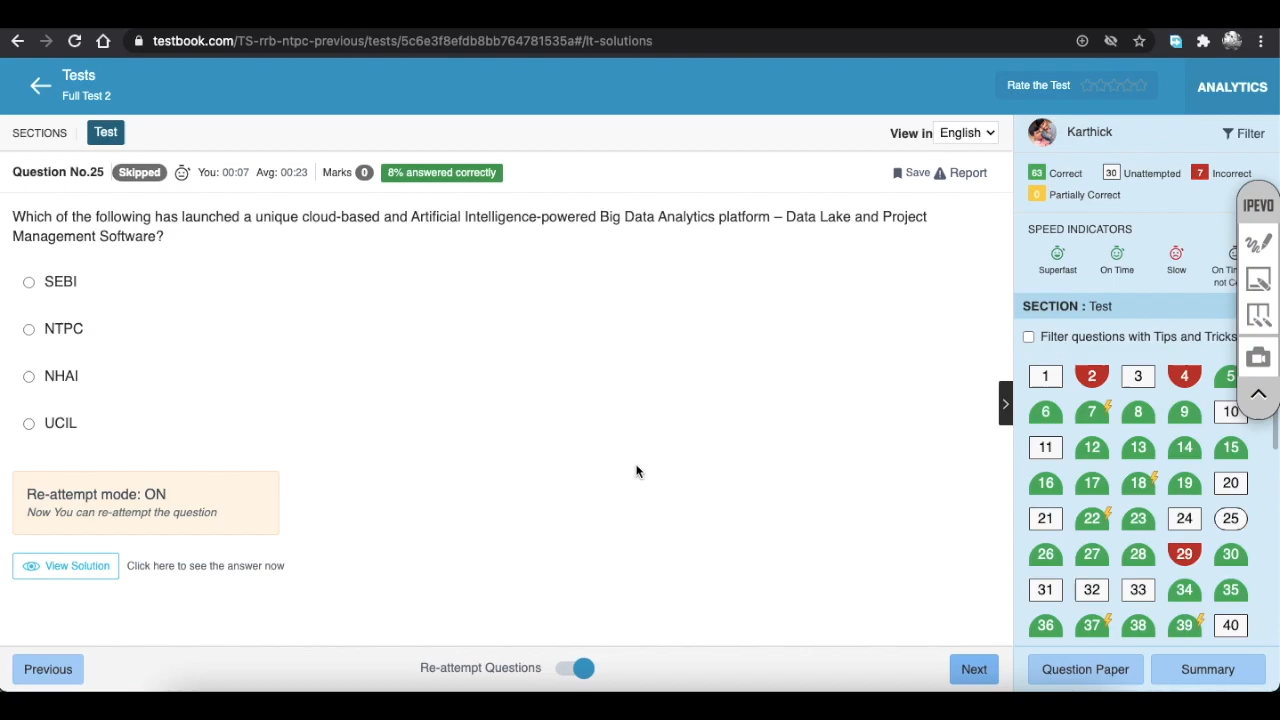 testbook.com/TS-rrb-ntpc-previous/tests/5c6e3f8efdb8bb764781535a#/lt-solutions
Tests
Full Test 2
Rate the Test
ANALYTICS
SECTIONS Test
View in English
Karthick
Filter
Question No.25 Skipped You: 00:07 Avg: 00:23 Marks 0 8% answered correctly
Save Report
63 Correct 30 Unattempted 7 Incorrect
0 Partially Correct
IPEVO
Which of the following has launched a unique cloud-based and Artificial Intelligence-powered Big Data Analytics platform – Data Lake and Project
Management Software?
SEBI
NTPC
NHAI
UCIL
Re-attempt mode: ON
Now You can re-attempt the question
View Solution Click here to see the answer now
SPEED INDICATORS
Superfast On Time Slow On Tim
not C
SECTION : Test
Filter questions with Tips and Tricks
1 2 3 4 5
6 7 8 9 10
11 12 13 14 15
16 17 18 19 20
21 22 23 24 25
26 27 28 29 30
31 32 33 34 35
36 37 38 39 40
Previous
Re-attempt Questions
Next
Question Paper
Summary